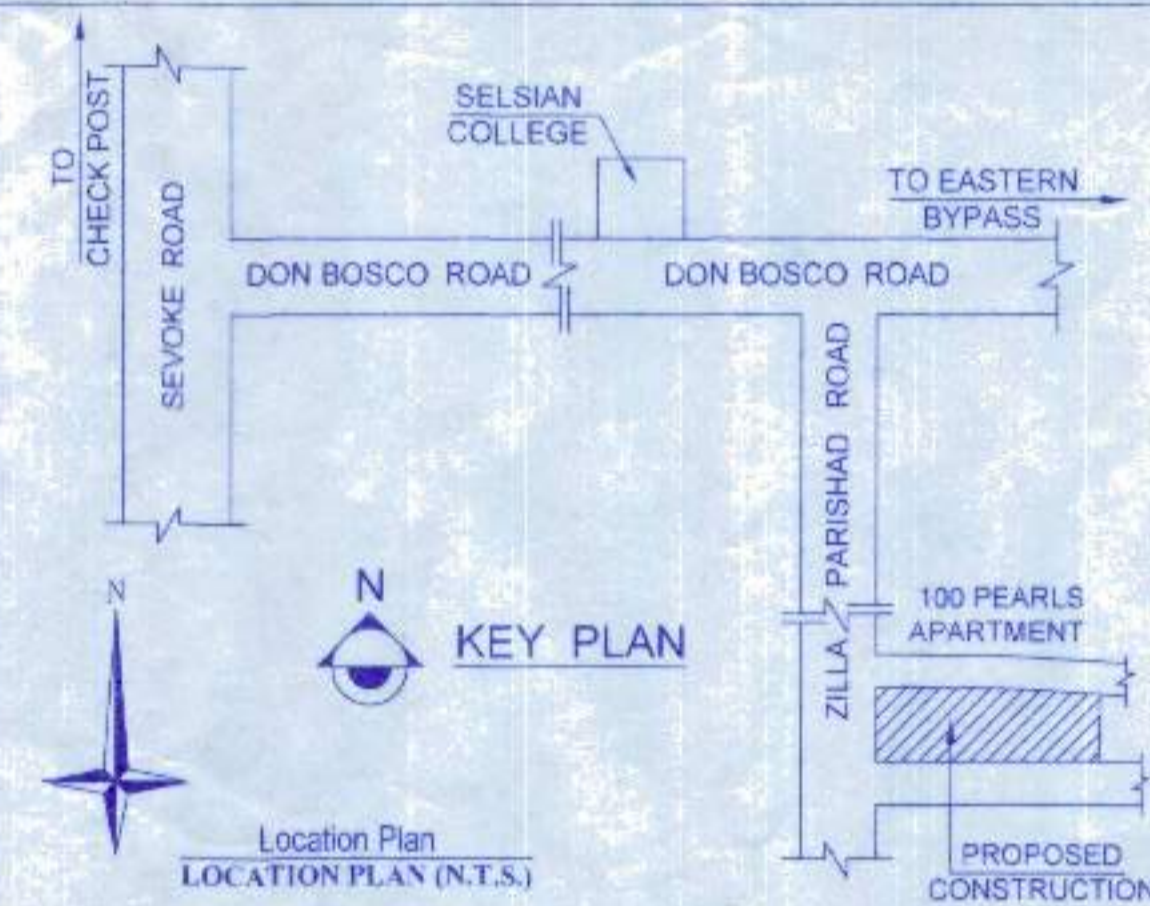 TO
CHECK POST
SEVOKE ROAD
SELSIAN
COLLEGE
TO EASTERN
BYPASS
DON BOSCO ROAD
DON BOSCO ROAD
ZILLA PARISHAD ROAD
N
N
KEY PLAN
100 PEARLS
APARTMENT
Location Plan
LOCATION PLAN (N.T.S.)
PROPOSED
CONSTRUCTION